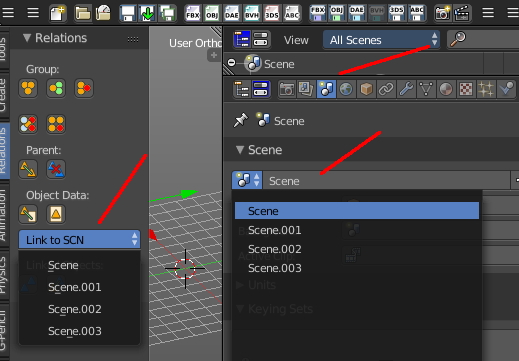 FBX OBJ DAE BVH 3DS ABC FBX OBJ DAE BVH 3DS ABC
Tools
Create
Relations
Animation
Physics
G-Pencil
Relations
Group:
Parent:
Object Data:
Link to SCN
Scene
Scene.001
Scene.002
Scene.003
User Ortho
View
All Scenes
Scene
Scene
Scene
Scene
Scene
Scene.001
Scene.002
Scene.003
Units
Keying Sets